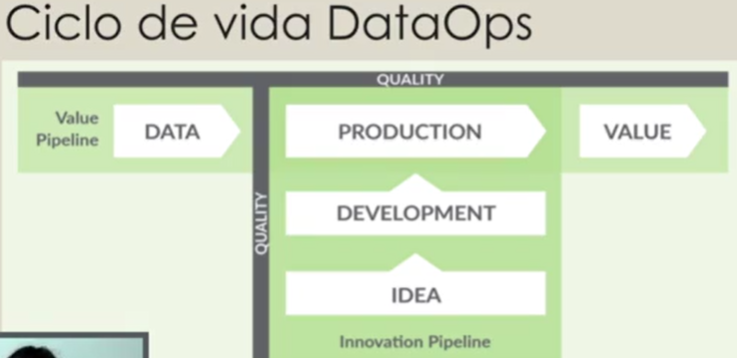 Ciclo de vida DataOps
QUALITY
Value
Pipeline
DATA
PRODUCTION
VALUE
QUALITY
DEVELOPMENT
IDEA
Innovation Pipeline